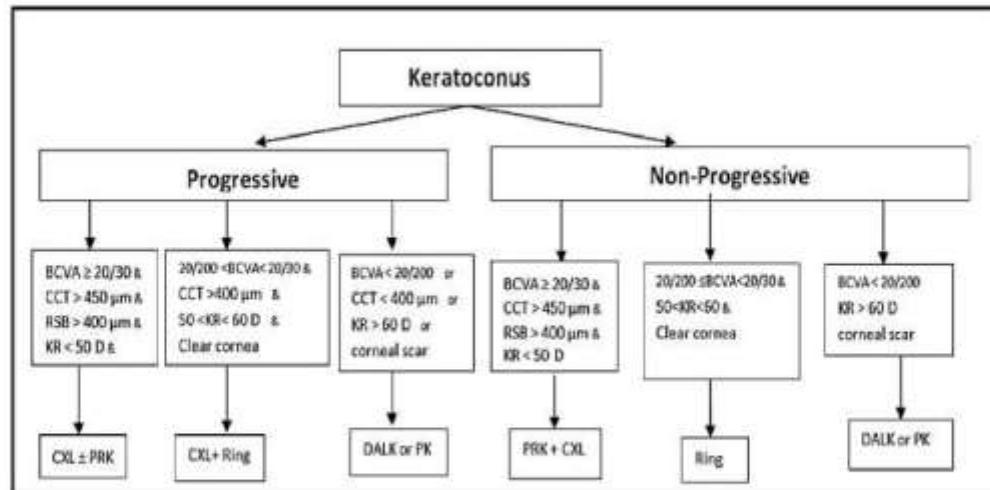 Keratoconus
Progressive
Non-Progressive
BCVA ≥ 20/30 &
CCT > 450 µm &
RSB > 400 µm &
KR < 50 D &
20/200 <BCVA< 20/30 &
CCT >400 µm &
50 <KR< 60 D &
Clear cornea
BCVA < 20/200 or
CCT < 400 µm or
KR > 60 D or
corneal scar
BCVA ≥ 20/30 &
CCT > 450 µm &
RSB > 400 µm &
KR < 50 D
20/200 ≤BCVA<20/30 &
50<KR<60 &
Clear cornea
BCVA < 20/200
KR > 60 D
corneal scar
CXL ± PRK
CXL+ Ring
DALK or PK
PRK + CXL
Ring
DALK or PK